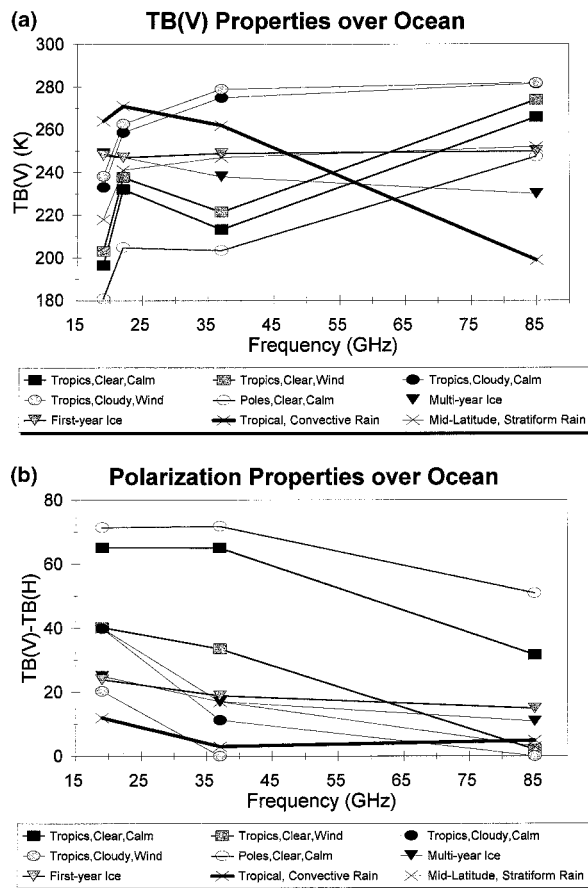 (a)
TB(V) Properties over Ocean
TB(V) (K)
300
280
260
240
220
200
180
15 25 35 45 55 65 75 85
Frequency (GHz)
Tropics,Clear,Calm Tropics,Clear,Wind Tropics,Cloudy,Calm
Tropics,Cloudy,Wind Poles,Clear,Calm Multi-year Ice
First-year Ice Tropical, Convective Rain Mid-Latitude, Stratiform Rain
(b)
Polarization Properties over Ocean
TB(V)-TB(H)
80
60
40
20
0
15 25 35 45 55 65 75 85
Frequency (GHz)
Tropics,Clear,Calm Tropics,Clear,Wind Tropics,Cloudy,Calm
Tropics,Cloudy,Wind Poles,Clear,Calm Multi-year Ice
First-year Ice Tropical, Convective Rain Mid-Latitude, Stratiform Rain